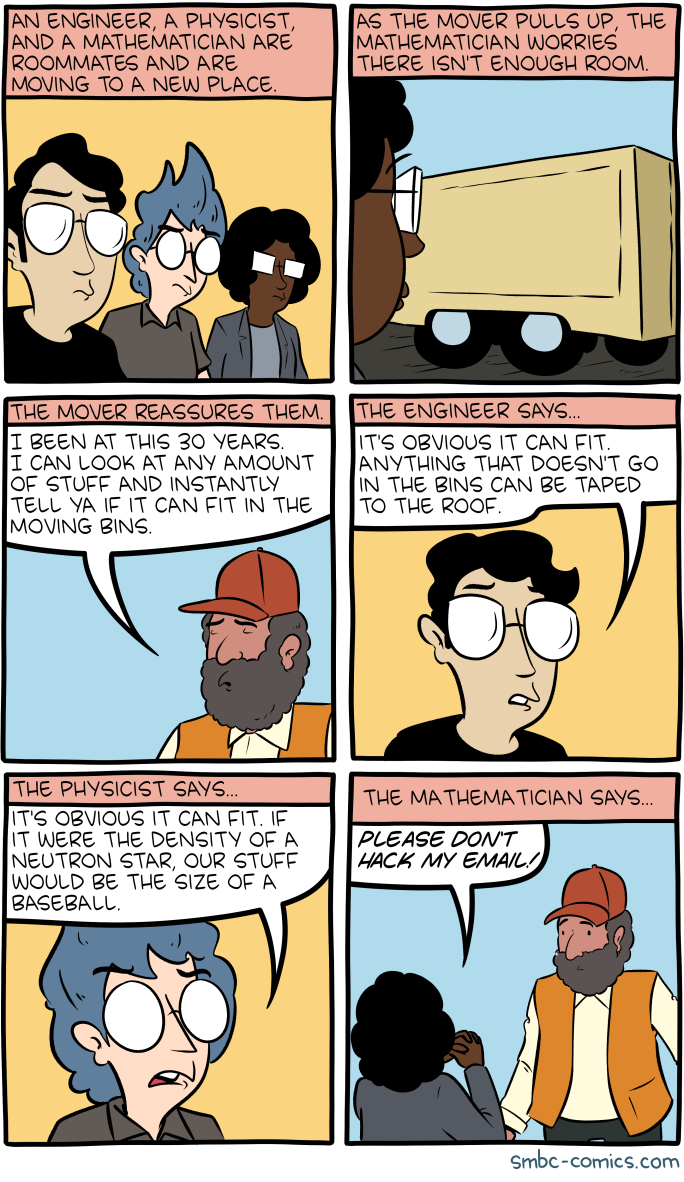 AN ENGINEER, A PHYSICIST,
AND A MATHEMATICIAN ARE
ROOMMATES AND ARE
MOVING TO A NEW PLACE.
AS THE MOVER PULLS UP, THE
MATHEMATICIAN WORRIES
THERE ISN'T ENOUGH ROOM.
THE MOVER REASSURES THEM.
I BEEN AT THIS 30 YEARS.
I CAN LOOK AT ANY AMOUNT
OF STUFF AND INSTANTLY
TELL YA IF IT CAN FIT IN THE
MOVING BINS.
THE ENGINEER SAYS...
IT'S OBVIOUS IT CAN FIT.
ANYTHING THAT DOESN'T GO
IN THE BINS CAN BE TAPED
TO THE ROOF.
THE PHYSICIST SAYS...
IT'S OBVIOUS IT CAN FIT. IF
IT WERE THE DENSITY OF A
NEUTRON STAR, OUR STUFF
WOULD BE THE SIZE OF A
BASEBALL.
THE MATHEMATICIAN SAYS...
PLEASE DON'T
HACK MY EMAIL!
smbc-comics.com